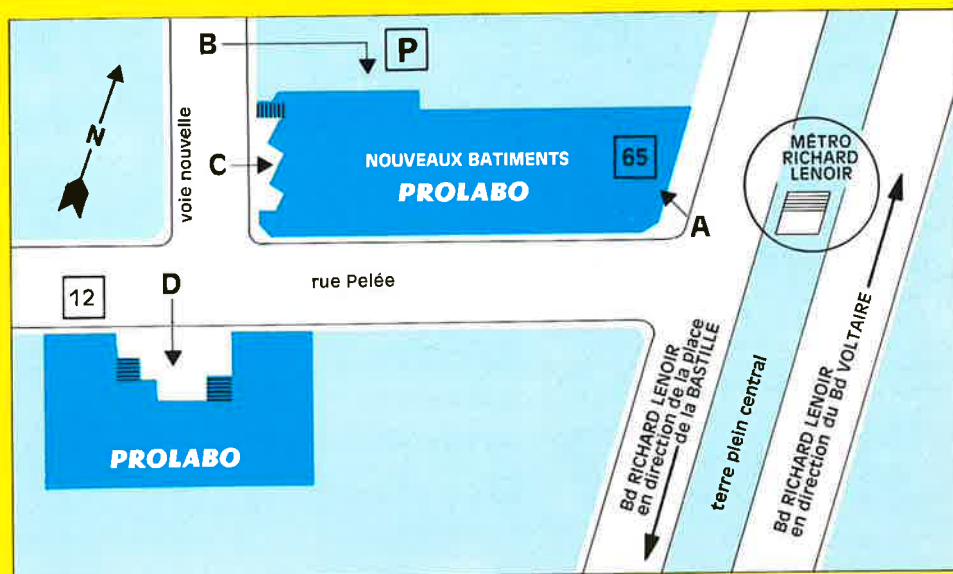 B
P
N
voie nouvelle
C
NOUVEAUX BATIMENTS
PROLABO
65
A
MÉTRO
RICHARD
LENOIR
12
D
rue Pelée
PROLABO
Bd RICHARD LENOIR
en direction de la place
de la BASTILLE
terre plein central
Bd RICHARD LENOIR
en direction du Bd VOLTAIRE